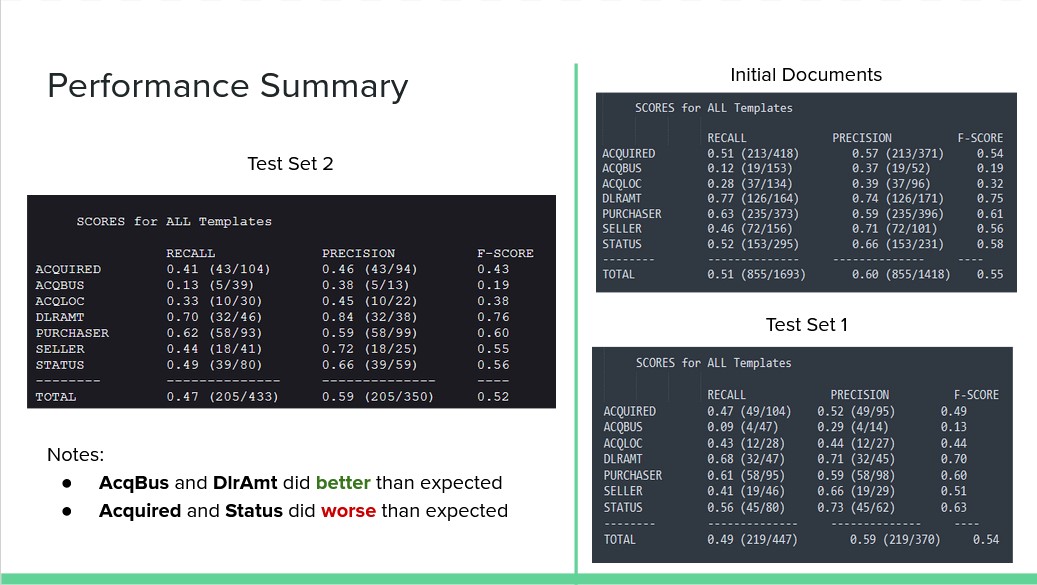 Performance Summary
Test Set 2
SCORES for ALL Templates
RECALL PRECISION F-SCORE
ACQUIRED 0.41 (43/104) 0.46 (43/94) 0.43
ACQBUS 0.13 (5/39) 0.38 (5/13) 0.19
ACQLOC 0.33 (10/30) 0.45 (10/22) 0.38
DLRAMT 0.70 (32/46) 0.84 (32/38) 0.76
PURCHASER 0.62 (58/93) 0.59 (58/99) 0.60
SELLER 0.44 (18/41) 0.72 (18/25) 0.55
STATUS 0.49 (39/80) 0.66 (39/59) 0.56
-------- -------------- -------------- ----
TOTAL 0.47 (205/433) 0.59 (205/350) 0.52
Notes:
● AcqBus and DlrAmt did better than expected
● Acquired and Status did worse than expected
Initial Documents
SCORES for ALL Templates
RECALL PRECISION F-SCORE
ACQUIRED 0.51 (213/418) 0.57 (213/371) 0.54
ACQBUS 0.12 (19/153) 0.37 (19/52) 0.19
ACQLOC 0.28 (37/134) 0.39 (37/96) 0.32
DLRAMT 0.77 (126/164) 0.74 (126/171) 0.75
PURCHASER 0.63 (235/373) 0.59 (235/396) 0.61
SELLER 0.46 (72/156) 0.71 (72/101) 0.56
STATUS 0.52 (153/295) 0.66 (153/231) 0.58
-------- -------------- -------------- ----
TOTAL 0.51 (855/1693) 0.60 (855/1418) 0.55
Test Set 1
SCORES for ALL Templates
RECALL PRECISION F-SCORE
ACQUIRED 0.47 (49/104) 0.52 (49/95) 0.49
ACQBUS 0.09 (4/47) 0.29 (4/14) 0.13
ACQLOC 0.43 (12/28) 0.44 (12/27) 0.44
DLRAMT 0.68 (32/47) 0.71 (32/45) 0.70
PURCHASER 0.61 (58/95) 0.59 (58/98) 0.60
SELLER 0.41 (19/46) 0.66 (19/29) 0.51
STATUS 0.56 (45/80) 0.73 (45/62) 0.63
-------- -------------- -------------- ----
TOTAL 0.49 (219/447) 0.59 (219/370) 0.54